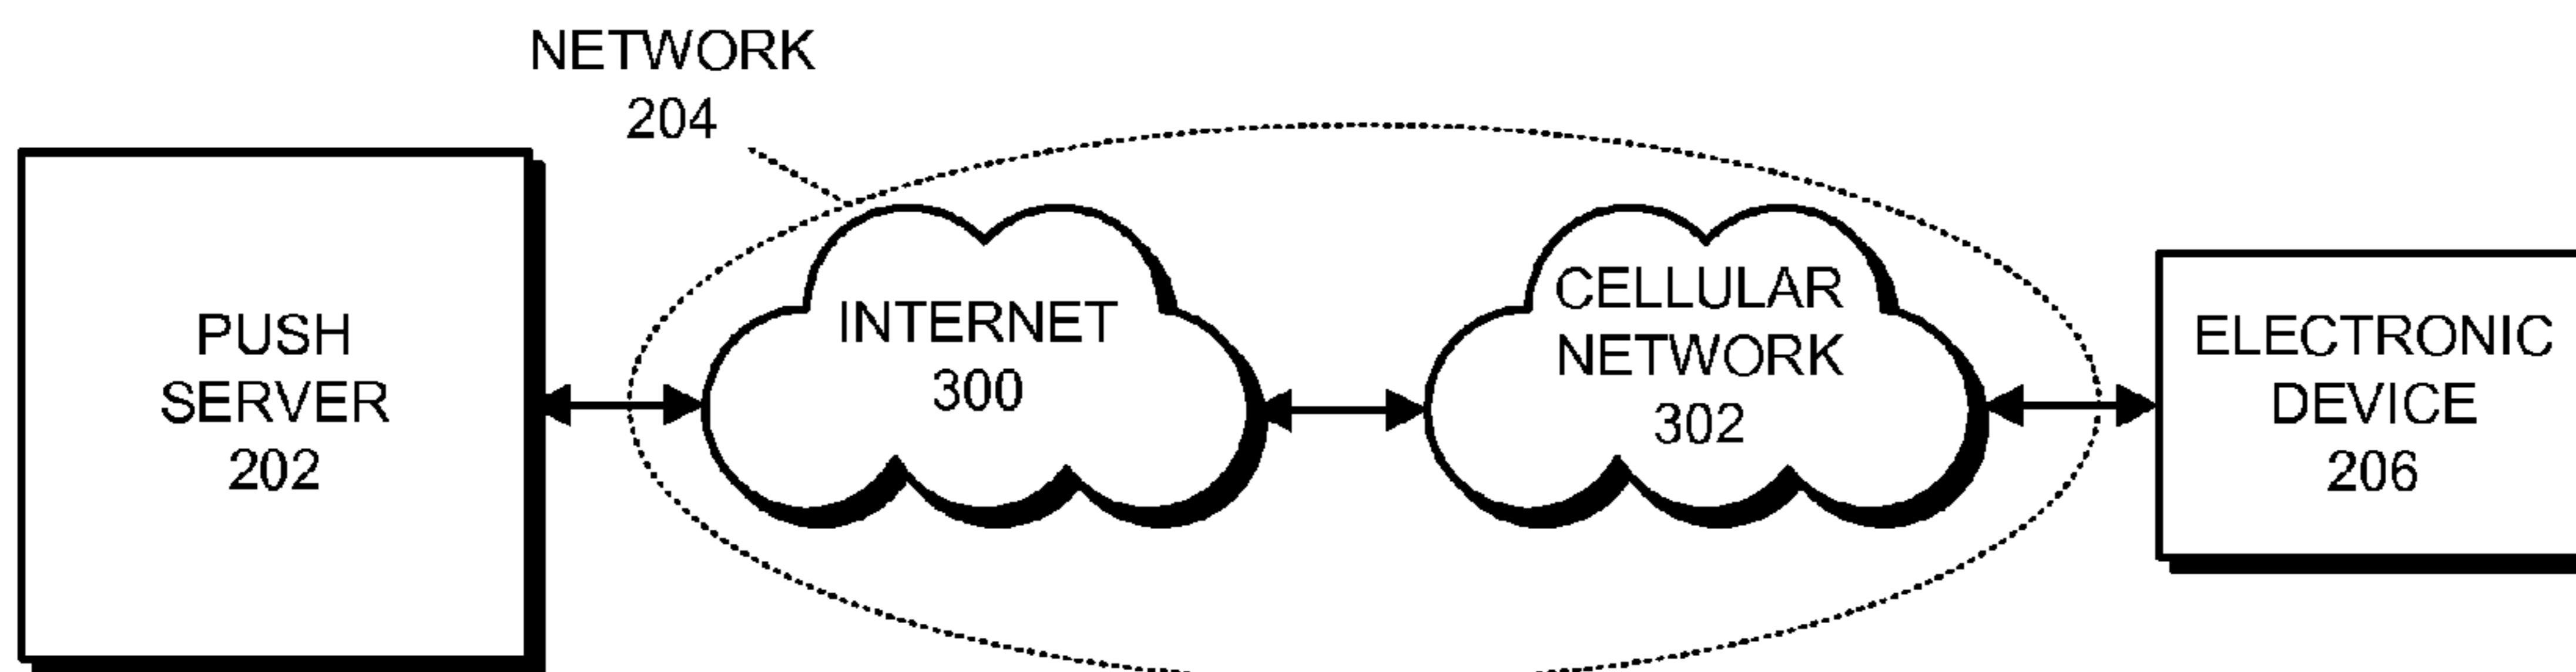 NETWORK
204
PUSH
SERVER
202
INTERNET
300
CELLULAR
NETWORK
302
ELECTRONIC
DEVICE
206